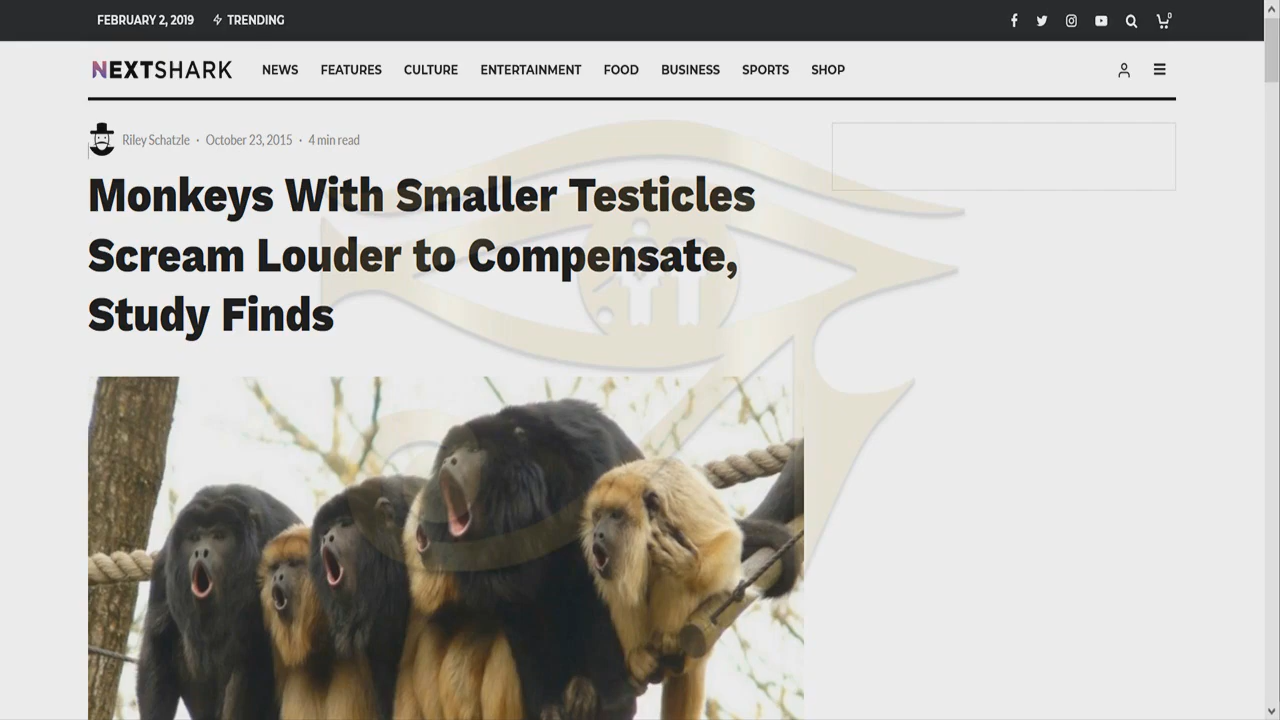 FEBRUARY 2, 2019 TRENDING 0
NEXTSHARK NEWS FEATURES CULTURE ENTERTAINMENT FOOD BUSINESS SPORTS SHOP
Riley Schatzle · October 23, 2015 · 4 min read
Monkeys With Smaller Testicles
Scream Louder to Compensate,
Study Finds